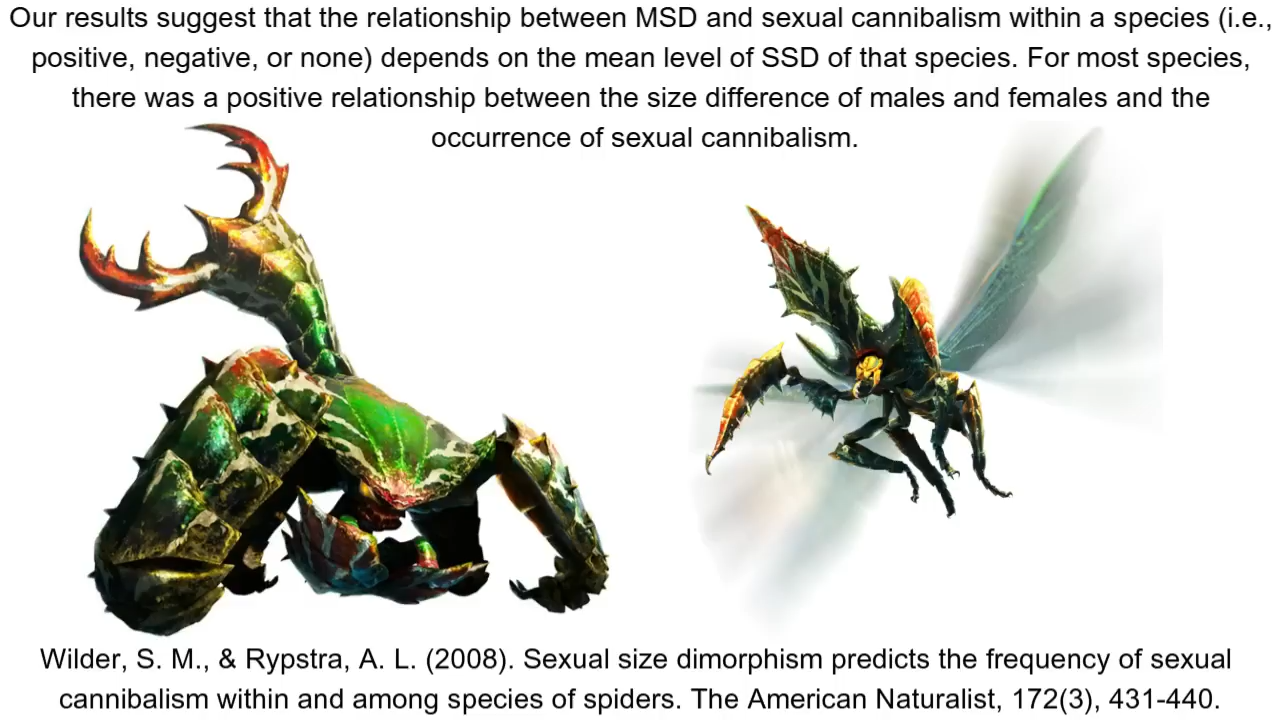 Our results suggest that the relationship between MSD and sexual cannibalism within a species (i.e.,
positive, negative, or none) depends on the mean level of SSD of that species. For most species,
there was a positive relationship between the size difference of males and females and the
occurrence of sexual cannibalism.
Wilder, S. M., & Rypstra, A. L. (2008). Sexual size dimorphism predicts the frequency of sexual
cannibalism within and among species of spiders. The American Naturalist, 172(3), 431-440.